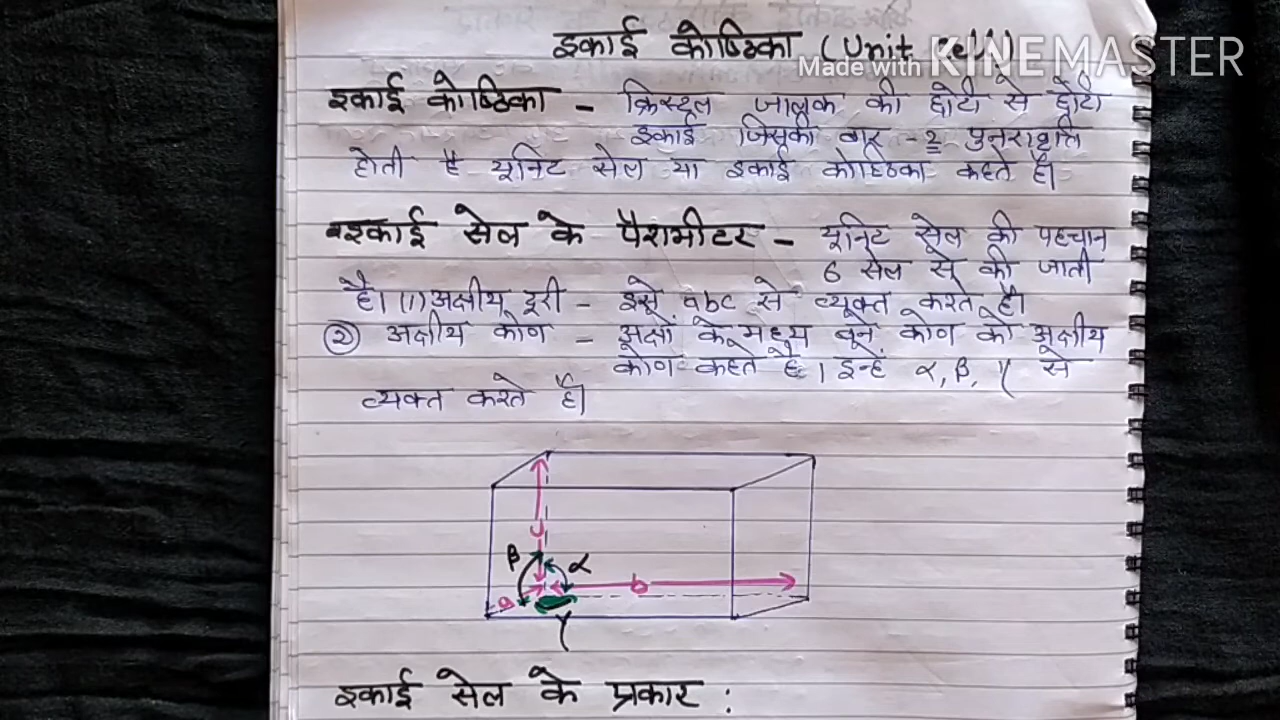 इकाई कोष्ठिका (Unit cell)
Made with KINEMASTER
इकाई कोष्ठिका - क्रिस्टल जालक की छोटी से छोटी
इकाई जिसकी बार -२ पुनरावृत्ति
होती है यूनिट सेल या इकाई कोष्ठिका कहते हैं।
इकाई सेल के पैरामीटर - यूनिट सेल की पहचान
6 सेल से की जाती
है। (1) अक्षीय दूरी - इसे abc से व्यक्त करते हैं।
② अक्षीय कोण - अक्षों के मध्य बने कोण को अक्षीय
कोण कहते है। इन्हें α, β, γ से
व्यक्त करते हैं।
β α
a b
γ
इकाई सेल के प्रकार :